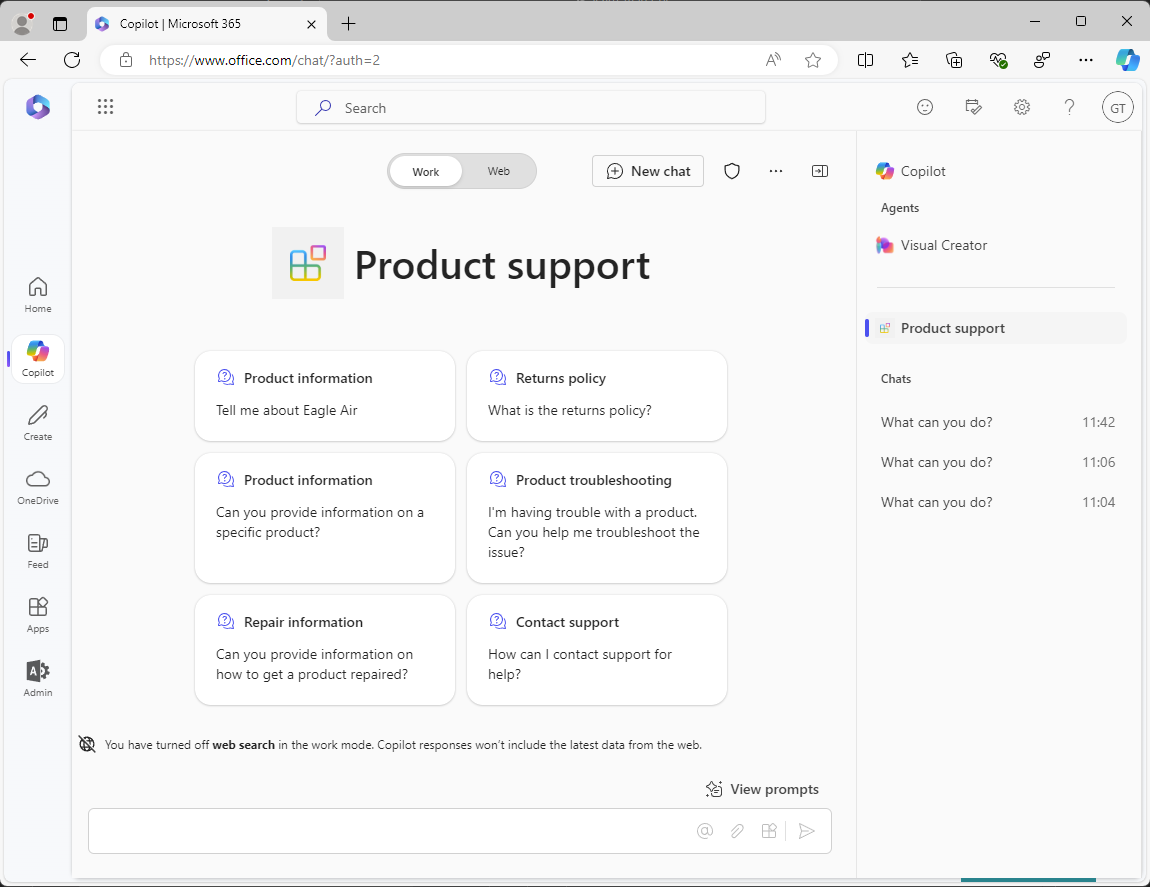 Copilot | Microsoft 365
https://www.office.com/chat/?auth=2
Search
GT
Home
Copilot
Create
OneDrive
Feed
Apps
Admin
Work
Web
New chat
Product support
Product information
Tell me about Eagle Air
Returns policy
What is the returns policy?
Product information
Can you provide information on a
specific product?
Product troubleshooting
I'm having trouble with a product.
Can you help me troubleshoot the
issue?
Repair information
Can you provide information on
how to get a product repaired?
Contact support
How can I contact support for
help?
You have turned off web search in the work mode. Copilot responses won't include the latest data from the web.
View prompts
Copilot
Agents
Visual Creator
Product support
Chats
What can you do? 11:42
What can you do? 11:06
What can you do? 11:04